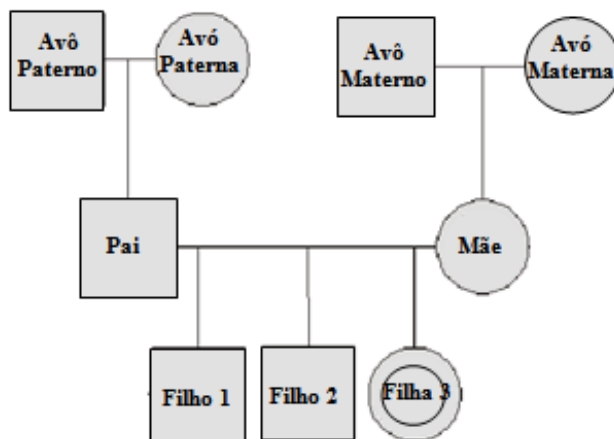 Avô
Paterno
Avó
Paterna
Avô
Materno
Avó
Materna
Pai
Mãe
Filho 1
Filho 2
Filha 3